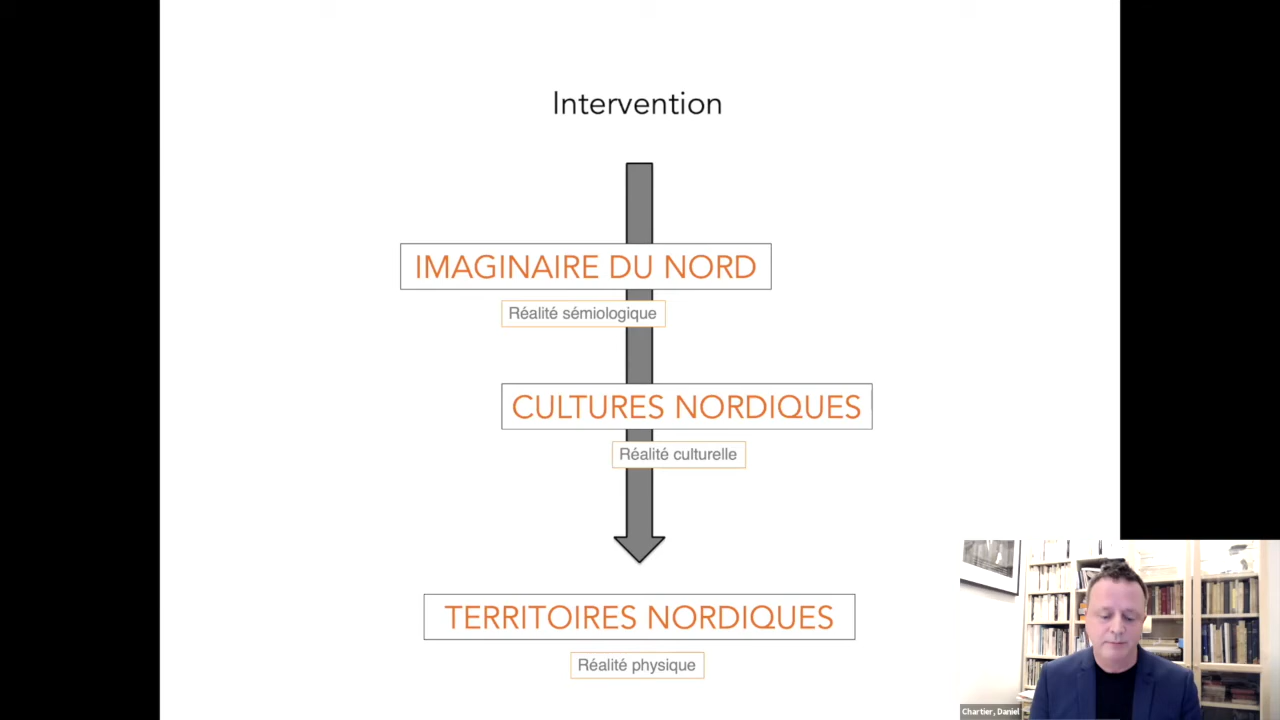 Intervention
IMAGINAIRE DU NORD
Réalité sémiologique
CULTURES NORDIQUES
Réalité culturelle
TERRITOIRES NORDIQUES
Réalité physique
Chartier, Daniel